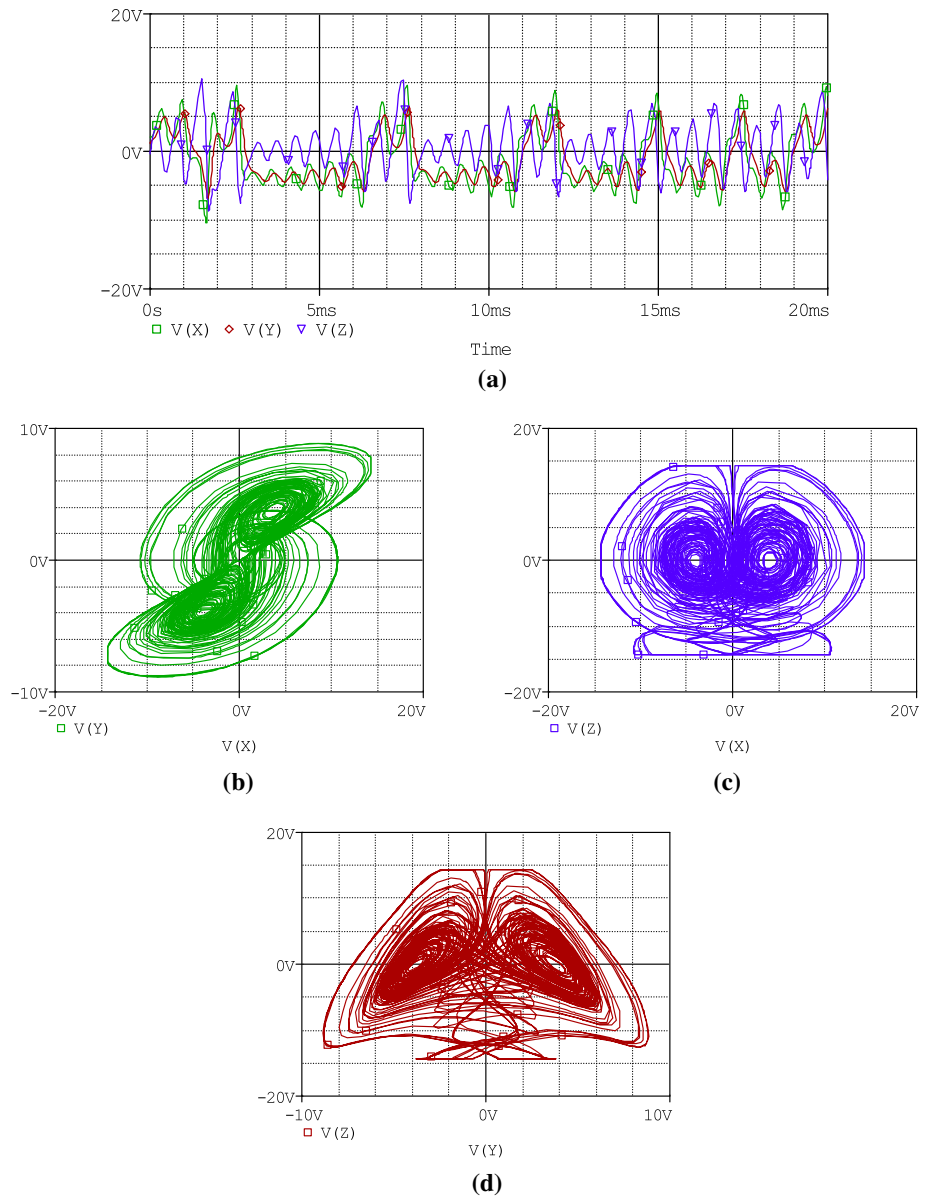 20V
0V
-20V
0s 5ms 10ms 15ms 20ms
V(X) V(Y) V(Z)
Time
(a)
10V
0V
-10V
-20V 0V 20V
V(Y)
V(X)
(b)
20V
0V
-20V
-20V 0V 20V
V(Z)
V(X)
(c)
20V
0V
-20V
-10V 0V 10V
V(Z)
V(Y)
(d)